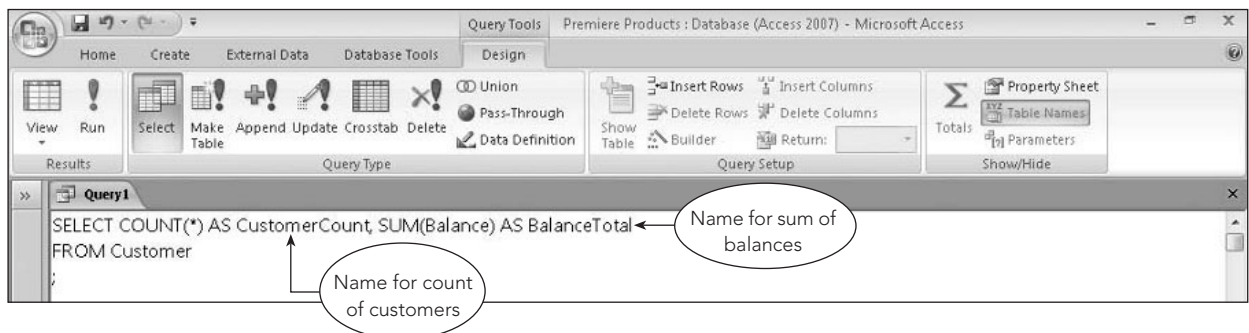 Query Tools Premiere Products : Database (Access 2007) - Microsoft Access
Home Create External Data Database Tools Design
View Run Select Make Table Append Update Crosstab Delete
Union
Pass-Through
Data Definition
Show Table
Insert Rows
Delete Rows
Builder
Insert Columns
Delete Columns
Return:
Totals
Property Sheet
Table Names
Parameters
Results Query Type Query Setup Show/Hide
Query1
SELECT COUNT(*) AS CustomerCount, SUM(Balance) AS BalanceTotal
FROM Customer
;
Name for sum of
balances
Name for count
of customers